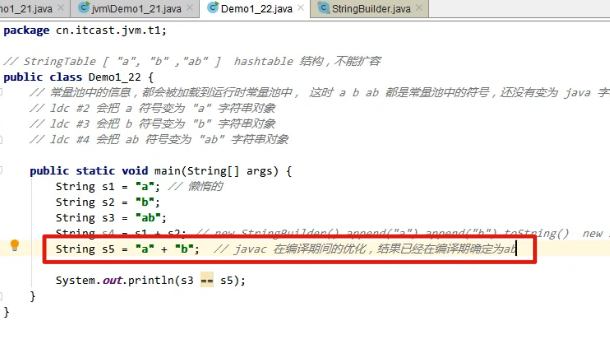 mo1_21.java jvm\Demo1_21.java Demo1_22.java StringBuilder.java
package cn.itcast.jvm.t1;
// StringTable [ "a", "b" ,"ab" ] hashtable 结构，不能扩容
public class Demo1_22 {
// 常量池中的信息，都会被加载到运行时常量池中， 这时 a b ab 都是常量池中的符号，还没有变为 java 字
// ldc #2 会把 a 符号变为 "a" 字符串对象
// ldc #3 会把 b 符号变为 "b" 字符串对象
// ldc #4 会把 ab 符号变为 "ab" 字符串对象
public static void main(String[] args) {
String s1 = "a"; // 懒惰的
String s2 = "b";
String s3 = "ab";
String s4 = s1 + s2; // new StringBuilder().append("a").append("b").toString() new
String s5 = "a" + "b"; // javac 在编译期间的优化，结果已经在编译期确定为ab
System.out.println(s3 == s5);
}
}